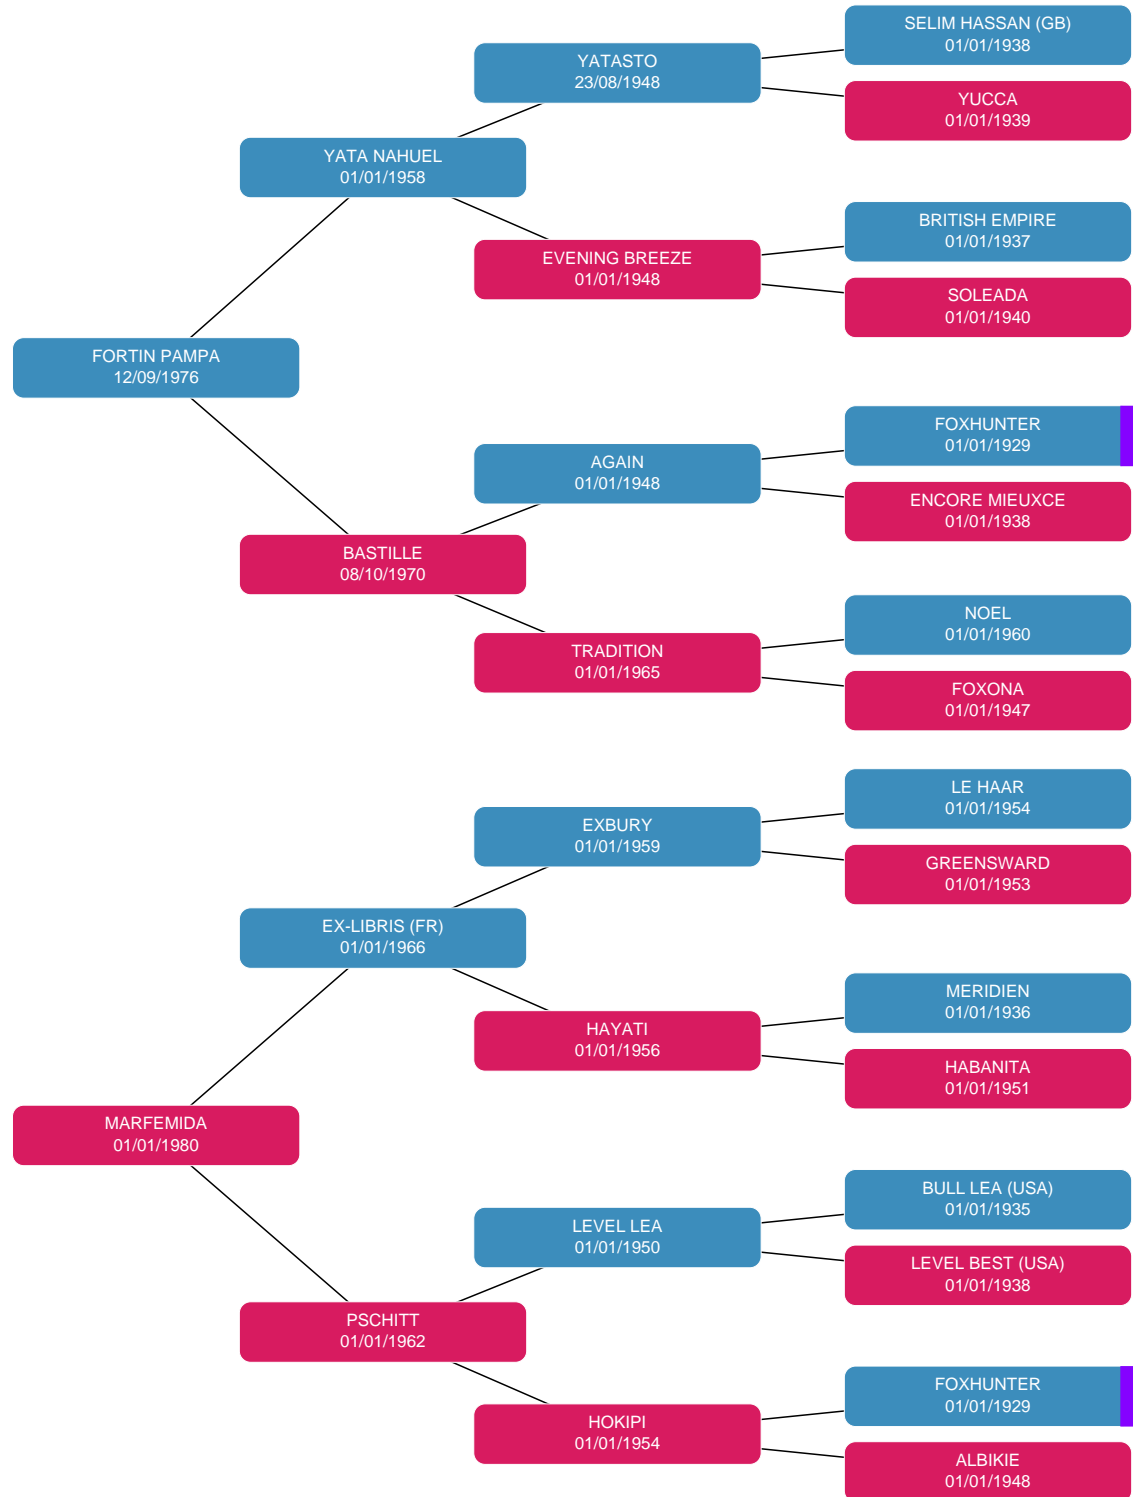 SELIM HASSAN (GB)
01/01/1938
YATASTO
23/08/1948
YUCCA
01/01/1939
YATA NAHUEL
01/01/1958
BRITISH EMPIRE
01/01/1937
EVENING BREEZE
01/01/1948
SOLEADA
01/01/1940
FORTIN PAMPA
12/09/1976
FOXHUNTER
01/01/1929
AGAIN
01/01/1948
ENCORE MIEUXCE
01/01/1938
BASTILLE
08/10/1970
NOEL
01/01/1960
TRADITION
01/01/1965
FOXONA
01/01/1947
LE HAAR
01/01/1954
EXBURY
01/01/1959
GREENSWARD
01/01/1953
EX-LIBRIS (FR)
01/01/1966
MERIDIEN
01/01/1936
HAYATI
01/01/1956
HABANITA
01/01/1951
MARFEMIDA
01/01/1980
BULL LEA (USA)
01/01/1935
LEVEL LEA
01/01/1950
LEVEL BEST (USA)
01/01/1938
PSCHITT
01/01/1962
FOXHUNTER
01/01/1929
HOKIPI
01/01/1954
ALBIKIE
01/01/1948